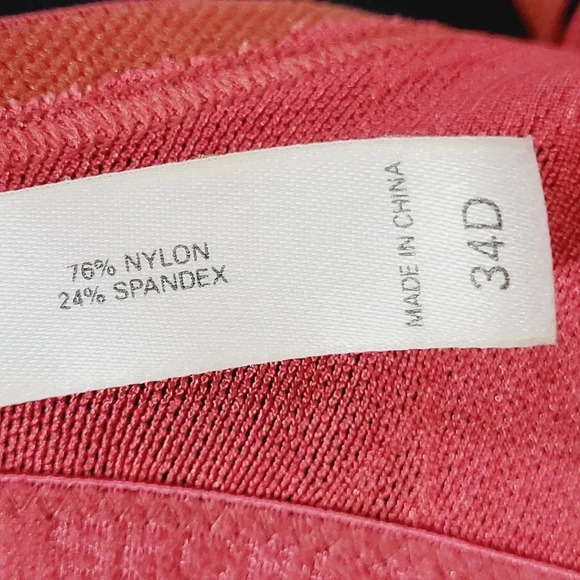 76% NYLON
24% SPANDEX
MADE IN CHINA
34D